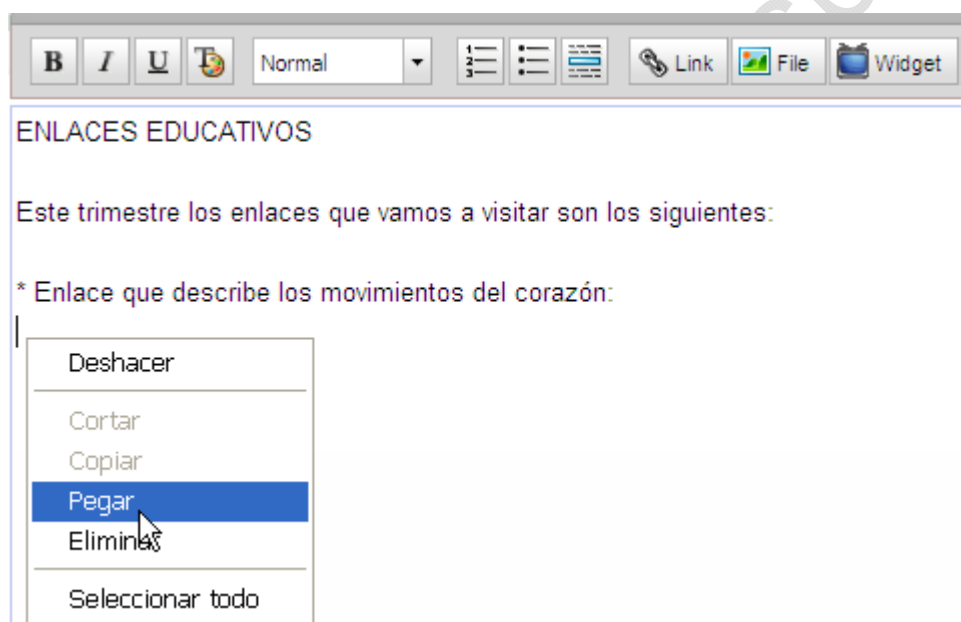 B I U T Normal Link File Widget
ENLACES EDUCATIVOS
Este trimestre los enlaces que vamos a visitar son los siguientes:
* Enlace que describe los movimientos del corazón:
Deshacer
Cortar
Copiar
Pegar
Eliminar
Seleccionar todo